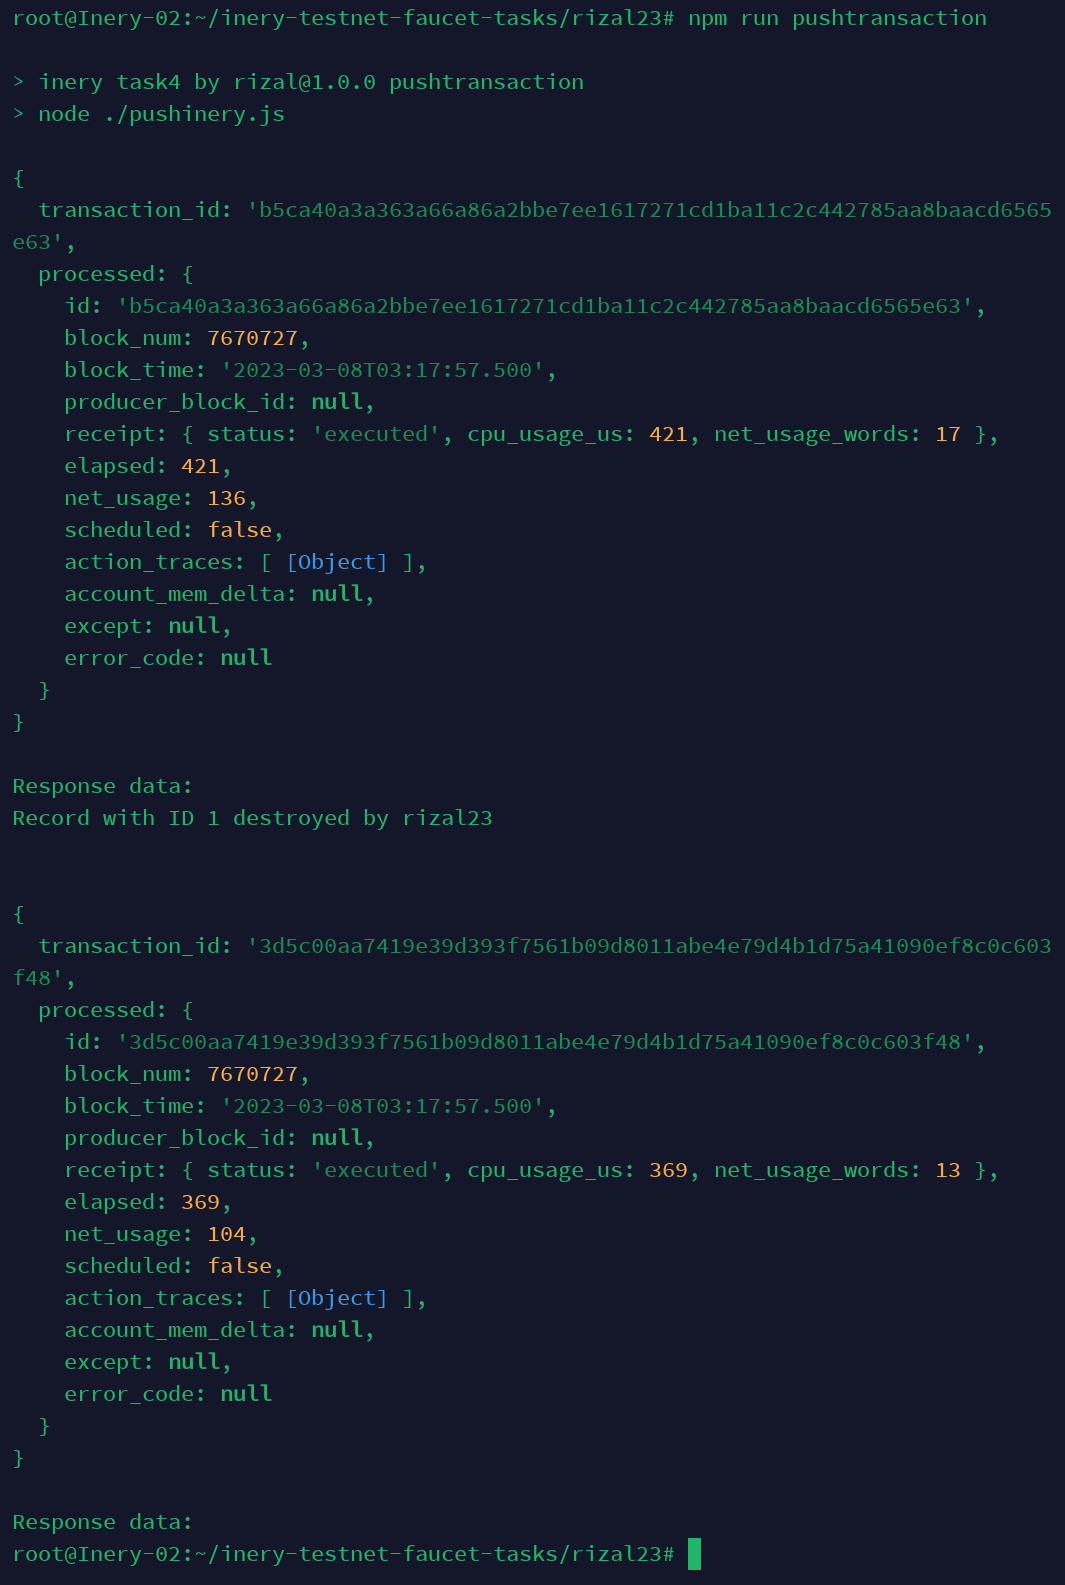 root@Inery-02:~/inery-testnet-faucet-tasks/rizal23# npm run pushtransaction
> inery task4 by rizal@1.0.0 pushtransaction
> node ./pushinery.js
{
  transaction_id: 'b5ca40a3a363a66a86a2bbe7ee1617271cd1ba11c2c442785aa8baacd6565
e63',
  processed: {
    id: 'b5ca40a3a363a66a86a2bbe7ee1617271cd1ba11c2c442785aa8baacd6565e63',
    block_num: 7670727,
    block_time: '2023-03-08T03:17:57.500',
    producer_block_id: null,
    receipt: { status: 'executed', cpu_usage_us: 421, net_usage_words: 17 },
    elapsed: 421,
    net_usage: 136,
    scheduled: false,
    action_traces: [ [Object] ],
    account_mem_delta: null,
    except: null,
    error_code: null
  }
}
Response data:
Record with ID 1 destroyed by rizal23
{
  transaction_id: '3d5c00aa7419e39d393f7561b09d8011abe4e79d4b1d75a41090ef8c0c603
f48',
  processed: {
    id: '3d5c00aa7419e39d393f7561b09d8011abe4e79d4b1d75a41090ef8c0c603f48',
    block_num: 7670727,
    block_time: '2023-03-08T03:17:57.500',
    producer_block_id: null,
    receipt: { status: 'executed', cpu_usage_us: 369, net_usage_words: 13 },
    elapsed: 369,
    net_usage: 104,
    scheduled: false,
    action_traces: [ [Object] ],
    account_mem_delta: null,
    except: null,
    error_code: null
  }
}
Response data:
root@Inery-02:~/inery-testnet-faucet-tasks/rizal23#